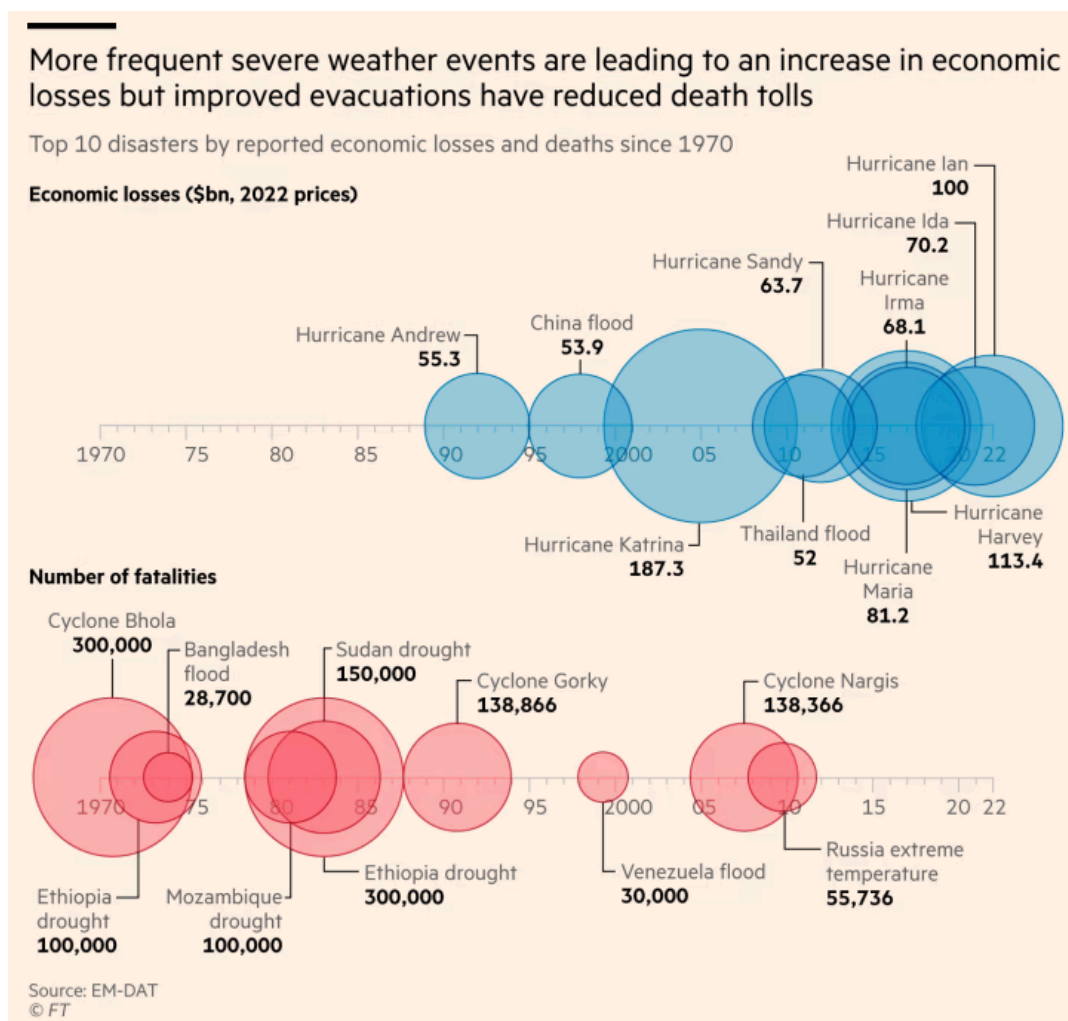 More frequent severe weather events are leading to an increase in economic
losses but improved evacuations have reduced death tolls
Top 10 disasters by reported economic losses and deaths since 1970
Economic losses ($bn, 2022 prices)
Hurricane Ian
100
Hurricane Ida
70.2
Hurricane Sandy
63.7
Hurricane
Irma
68.1
China flood
53.9
Hurricane Andrew
55.3
1970 75 80 85 90 95 2000 05 10 15 20 22
Hurricane Katrina
187.3
Thailand flood
52
Hurricane
Harvey
113.4
Hurricane
Maria
81.2
Number of fatalities
Cyclone Bhola
300,000
Bangladesh
flood
28,700
Sudan drought
150,000
Cyclone Gorky
138,866
Cyclone Nargis
138,366
1970 75 80 85 90 95 2000 05 10 15 20 22
Ethiopia
drought
100,000
Mozambique
drought
100,000
Ethiopia drought
300,000
Venezuela flood
30,000
Russia extreme
temperature
55,736
Source: EM-DAT
© FT